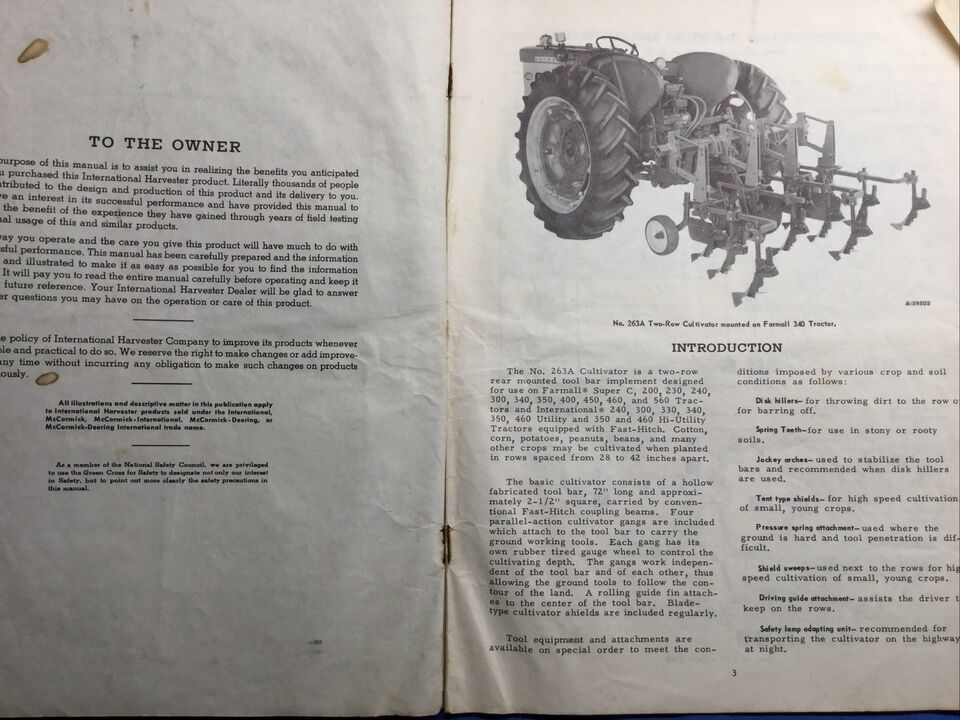 TO THE OWNER
purpose of this manual is to assist you in realizing the benefits you anticipated
purchased this International Harvester product. Literally thousands of people
tributed to the design and production of this product and its delivery to you.
an interest in its successful performance and have provided this manual to
the benefit of the experience they have gained through years of field testing
al usage of this and similar products.
way you operate and the care you give this product will have much to do with
sful performance. This manual has been carefully prepared and the information
and illustrated to make it as easy as possible for you to find the information
It will pay you to read the entire manual carefully before operating and keep it
future reference. Your International Harvester Dealer will be glad to answer
er questions you may have on the operation or care of this product.
e policy of International Harvester Company to improve its products whenever
ble and practical to do so. We reserve the right to make changes or add improve-
any time without incurring any obligation to make such changes on products
ously.
All illustrations and descriptive matter in this publication apply
to International Harvester products sold under the International,
McCormick, McCormick-International, McCormick-Deering, or
McCormick-Deering International trade name.
As a member of the National Safety Council, we are privileged
to use the Green Cross for Safety to designate not only our interest
in Safety, but to point out more clearly the safety precautions in
this manual.
A-59503
No. 263A Two-Row Cultivator mounted on Farmall 340 Tractor.
INTRODUCTION
The No. 263A Cultivator is a two-row
rear mounted tool bar implement designed
for use on Farmall® Super C, 200, 230, 240,
300, 340, 350, 400, 450, 460, and 560 Trac-
tors and International® 240, 300, 330, 340,
350, 460 Utility and 350 and 460 Hi-Utility
Tractors equipped with Fast-Hitch. Cotton,
corn, potatoes, peanuts, beans, and many
other crops may be cultivated when planted
in rows spaced from 28 to 42 inches apart.
The basic cultivator consists of a hollow
fabricated tool bar, 72" long and approxi-
mately 2-1/2" square, carried by conven-
tional Fast-Hitch coupling beams. Four
parallel-action cultivator gangs are included
which attach to the tool bar to carry the
ground working tools. Each gang has its
own rubber tired gauge wheel to control the
cultivating depth. The gangs work indepen-
dent of the tool bar and of each other, thus
allowing the ground tools to follow the con-
tour of the land. A rolling guide fin attach-
es to the center of the tool bar. Blade-
type cultivator shields are included regularly.
Tool equipment and attachments are
available on special order to meet the con-
ditions imposed by various crop and soil
conditions as follows:
Disk hillers—for throwing dirt to the row o
for barring off.
Spring Teeth—for use in stony or rooty
soils.
Jockey arches—used to stabilize the tool
bars and recommended when disk hillers
are used.
Tent type shields—for high speed cultivation
of small, young crops.
Pressure spring attachment—used where the
ground is hard and tool penetration is dif-
ficult.
Shield sweeps—used next to the rows for hig
speed cultivation of small, young crops.
Driving guide attachment—assists the driver t
keep on the rows.
Safety lamp adapting unit—recommended for
transporting the cultivator on the highway
at night.
3